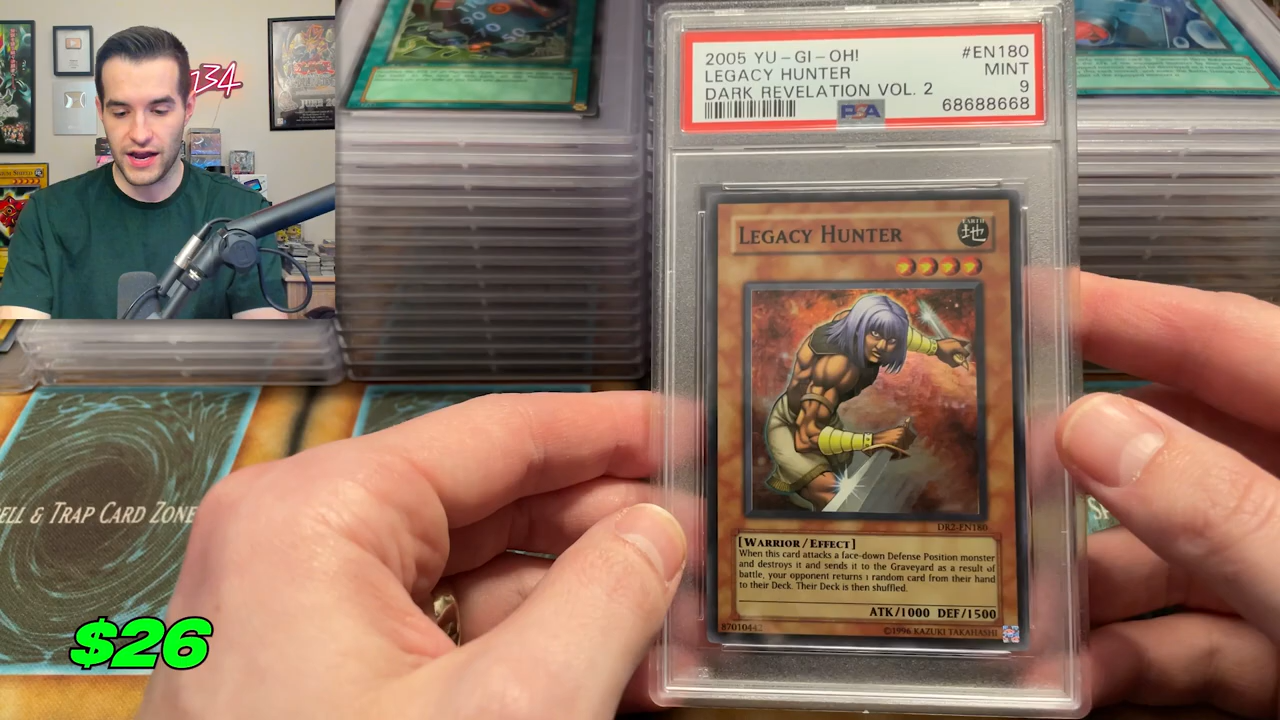 2005 YU-GI-OH! #EN180
LEGACY HUNTER MINT
DARK REVELATION VOL. 2 9
PSA 68688668
LEGACY HUNTER
EARTH
地
DR2-EN180
[WARRIOR/EFFECT]
When this card attacks a face-down Defense Position monster
and destroys it and sends it to the Graveyard as a result of
battle, your opponent returns 1 random card from their hand
to their Deck. Their Deck is then shuffled.
ATK/1000 DEF/1500
©1996 KAZUKI TAKAHASHI
ELL & TRAP CARD ZONE
$26
134
JUNE